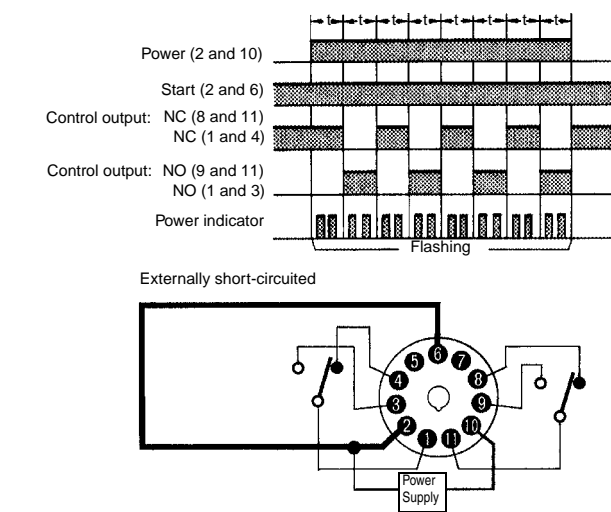 t t t t t t t t
Power (2 and 10)
Start (2 and 6)
Control output: NC (8 and 11)
NC (1 and 4)
Control output: NO (9 and 11)
NO (1 and 3)
Power indicator
Flashing
Externally short-circuited
6
5 7
4 8
3 9
2 10
1 11
Power
Supply